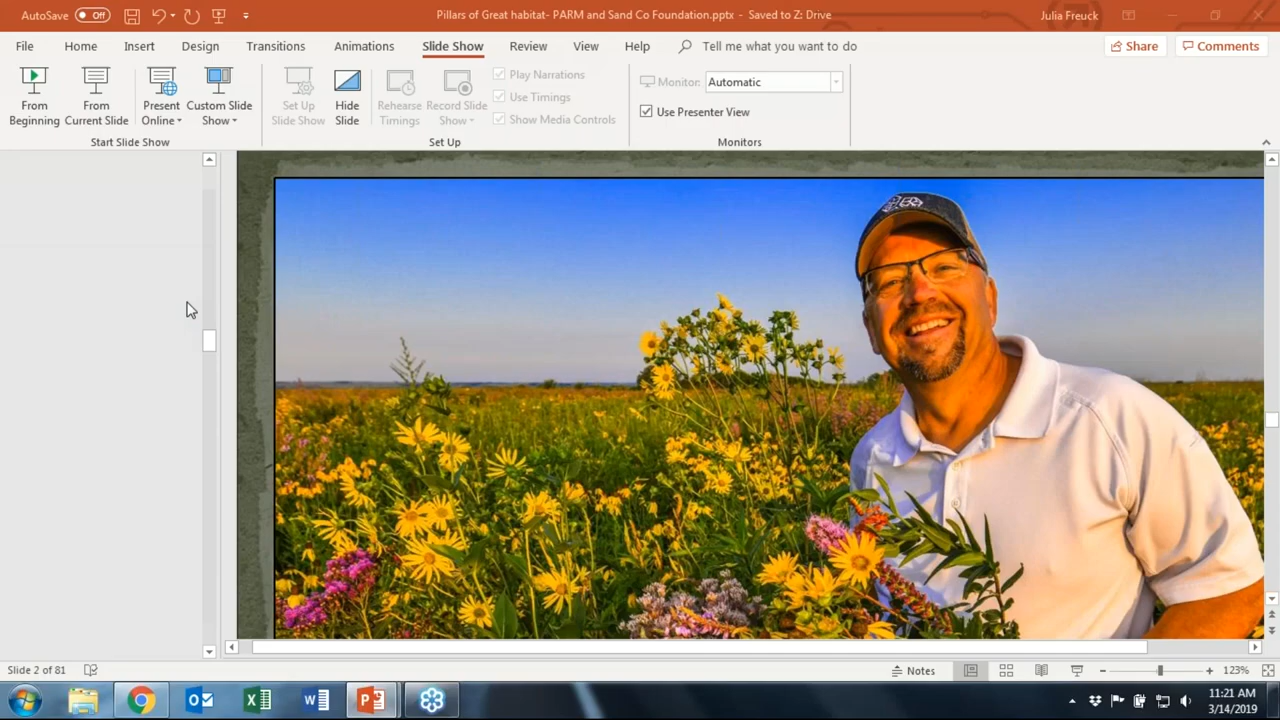 AutoSave Off Pillars of Great habitat- PARM and Sand Co Foundation.pptx - Saved to Z: Drive Julia Freuck
File Home Insert Design Transitions Animations Slide Show Review View Help Tell me what you want to do Share Comments
From Beginning
From Current Slide
Present Online
Custom Slide Show
Start Slide Show
Set Up Slide Show
Hide Slide
Rehearse Timings
Record Slide Show
Play Narrations
Use Timings
Show Media Controls
Set Up
Monitor: Automatic
Use Presenter View
Monitors
Slide 2 of 81 Notes 123%
11:21 AM
3/14/2019